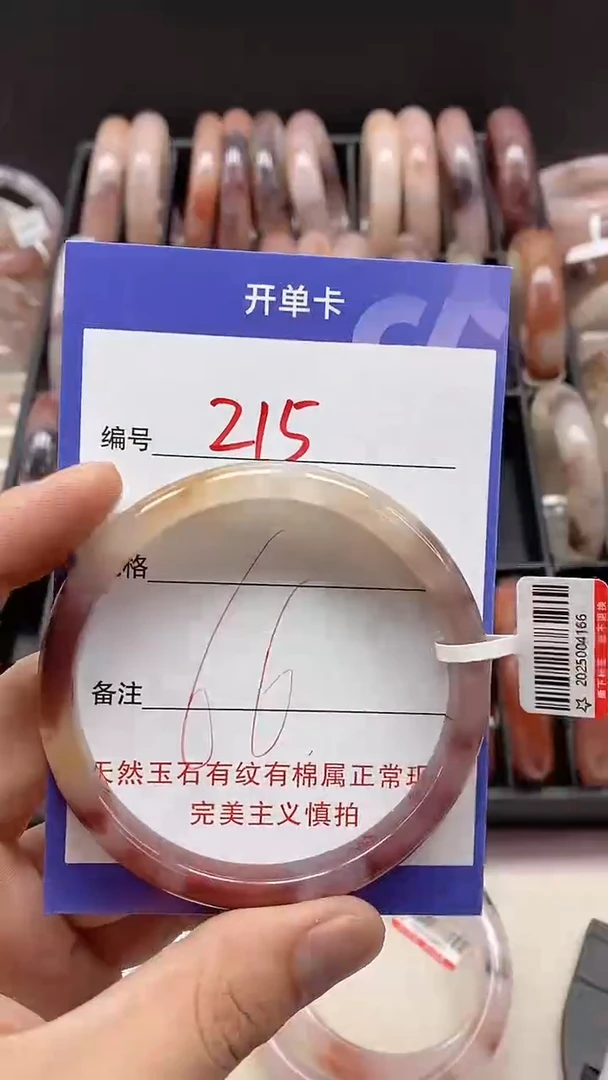 开单卡
编号 215
格
66
备注
天然玉石有纹有棉属正常现
完美主义慎拍
2025004166